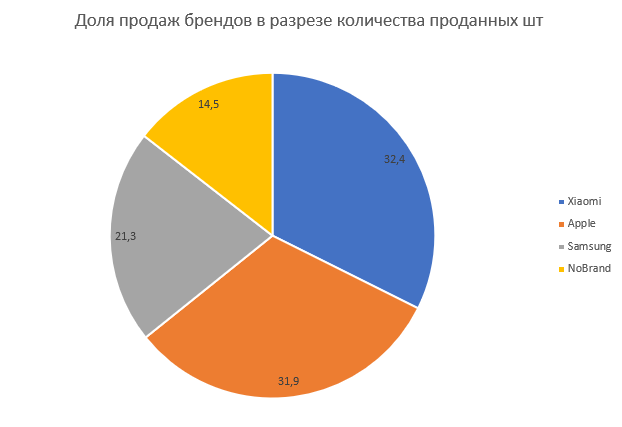 Доля продаж брендов в разрезе количества проданных шт
14,5
32,4
21,3
31,9
Xiaomi
Apple
Samsung
NoBrand